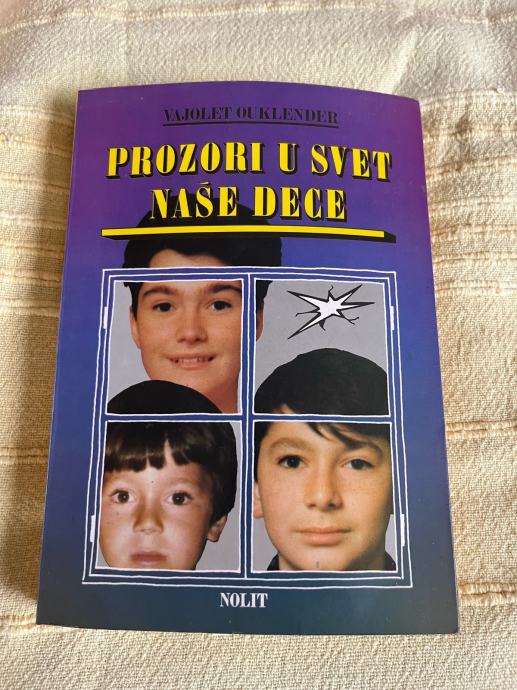 VAJOLET OUKLENDER
PROZORI U SVET
NAŠE DECE
NOLIT